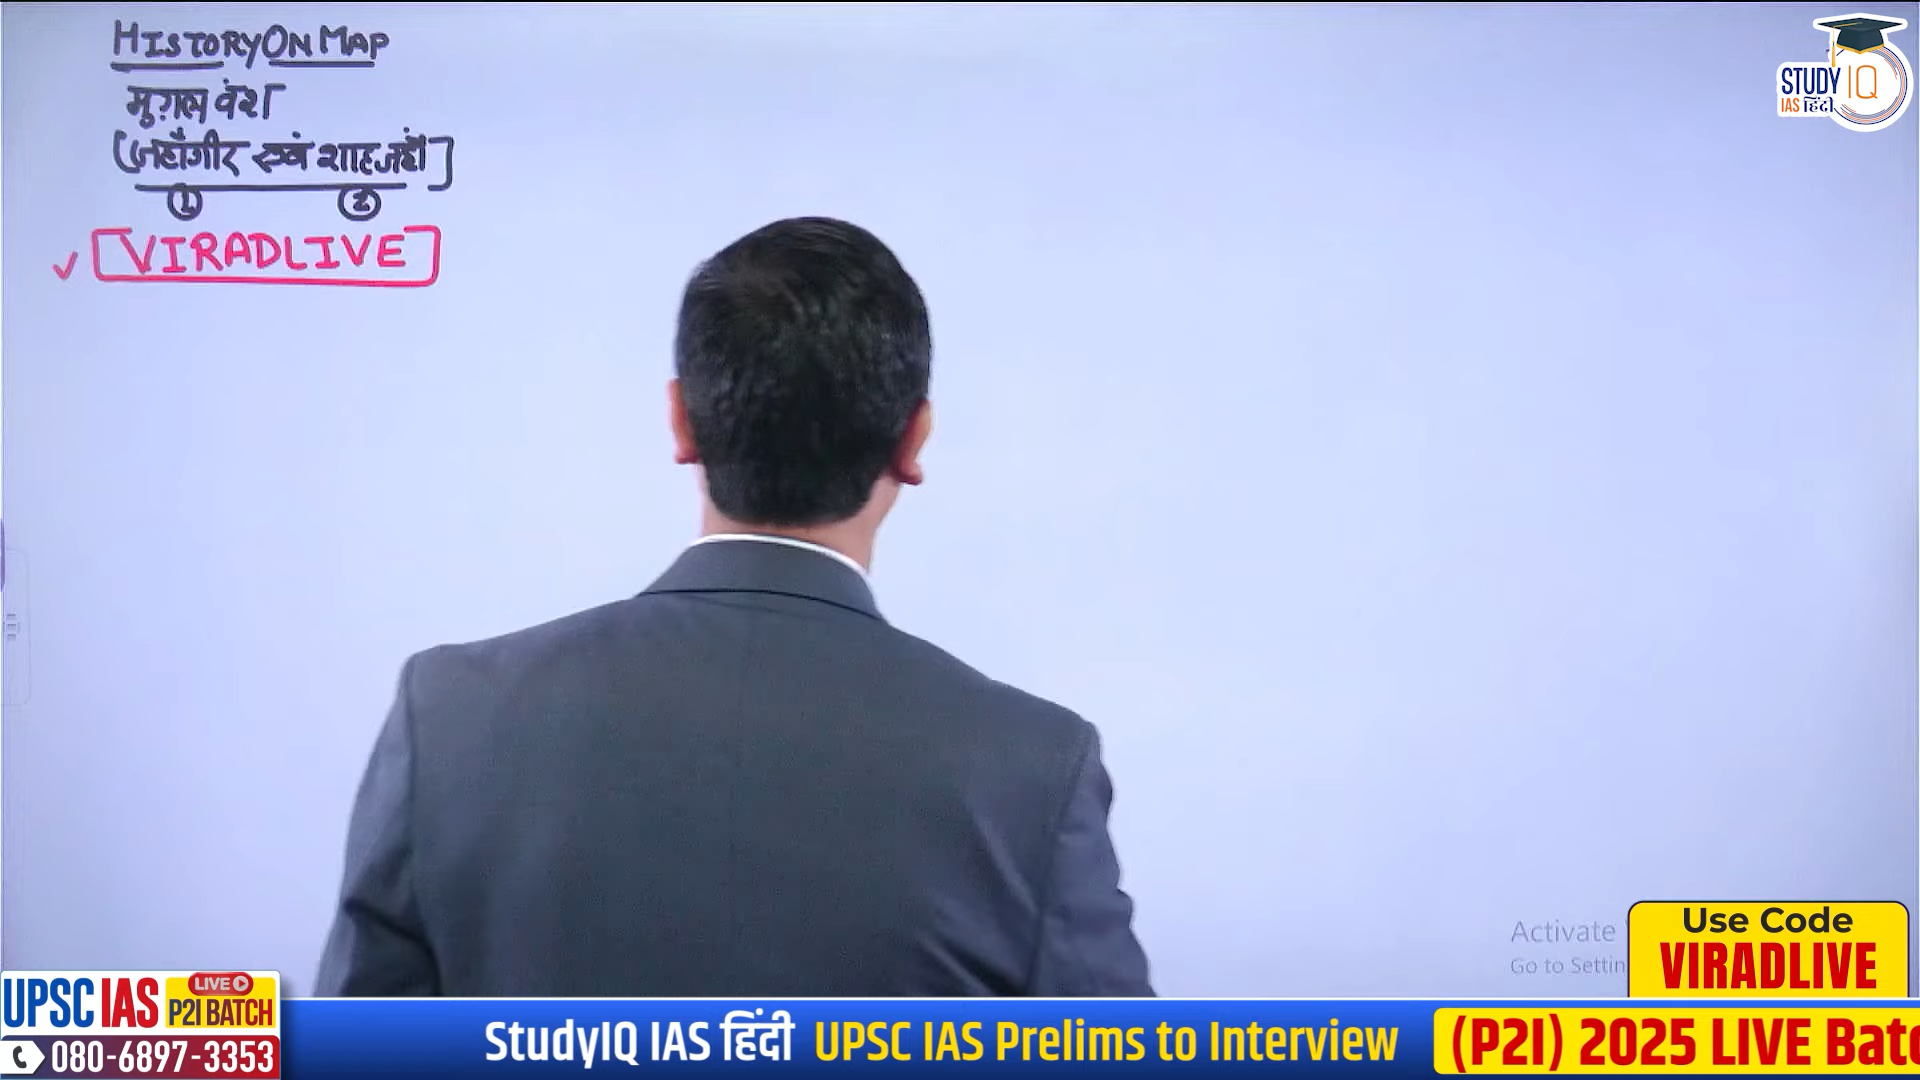 HISTORY ON MAP
मुग़ल वंश
(जहाँगीर एवं शाहजहाँ]
① ②
✓ [VIRADLIVE]
STUDY IQ
IAS हिंदी
Activate
Go to Settin
Use Code
VIRADLIVE
UPSC IAS LIVE P2I BATCH
080-6897-3353
StudyIQ IAS हिंदी UPSC IAS Prelims to Interview (P2I) 2025 LIVE Batc